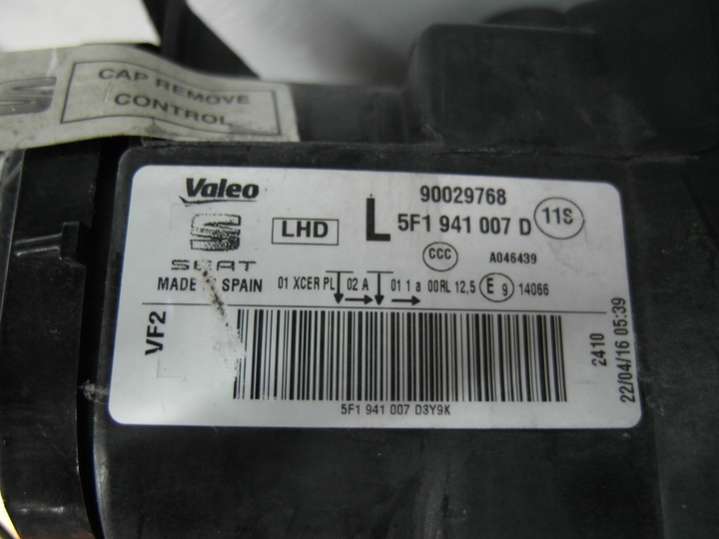 CAP REMOVE
CONTROL
Valeo
SEAT
MADE SPAIN
LHD
L
90029768
5F1 941 007 D
11S
CCC
A046439
01 XCER PL 02 A 01 1 a 00RL 12,5 E 9 14066
VF2
2410
22/04/16 05:39
5F1 941 007 D3Y9K